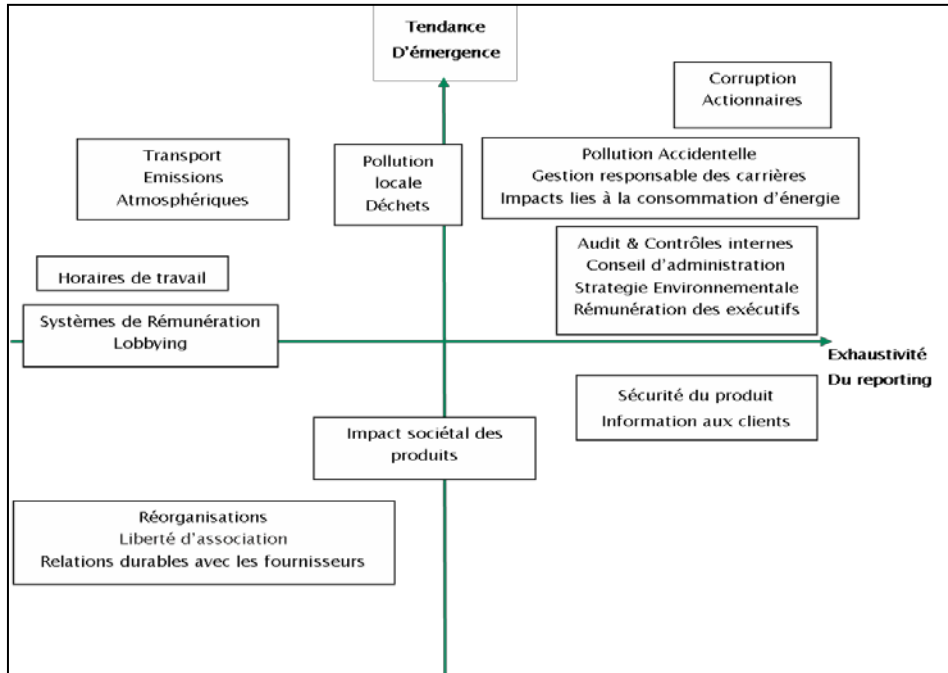 Tendance
D'émergence
Corruption
Actionnaires
Transport
Emissions
Atmosphériques
Pollution
locale
Déchets
Pollution Accidentelle
Gestion responsable des carrières
Impacts lies à la consommation d'énergie
Audit & Contrôles internes
Conseil d'administration
Strategie Environnementale
Rémunération des exécutifs
Horaires de travail
Systèmes de Rémunération
Lobbying
Exhaustivité
Du reporting
Sécurité du produit
Information aux clients
Impact sociétal des
produits
Réorganisations
Liberté d'association
Relations durables avec les fournisseurs